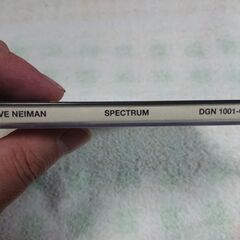 VE NEIMAN SPECTRUM DGN 1001-